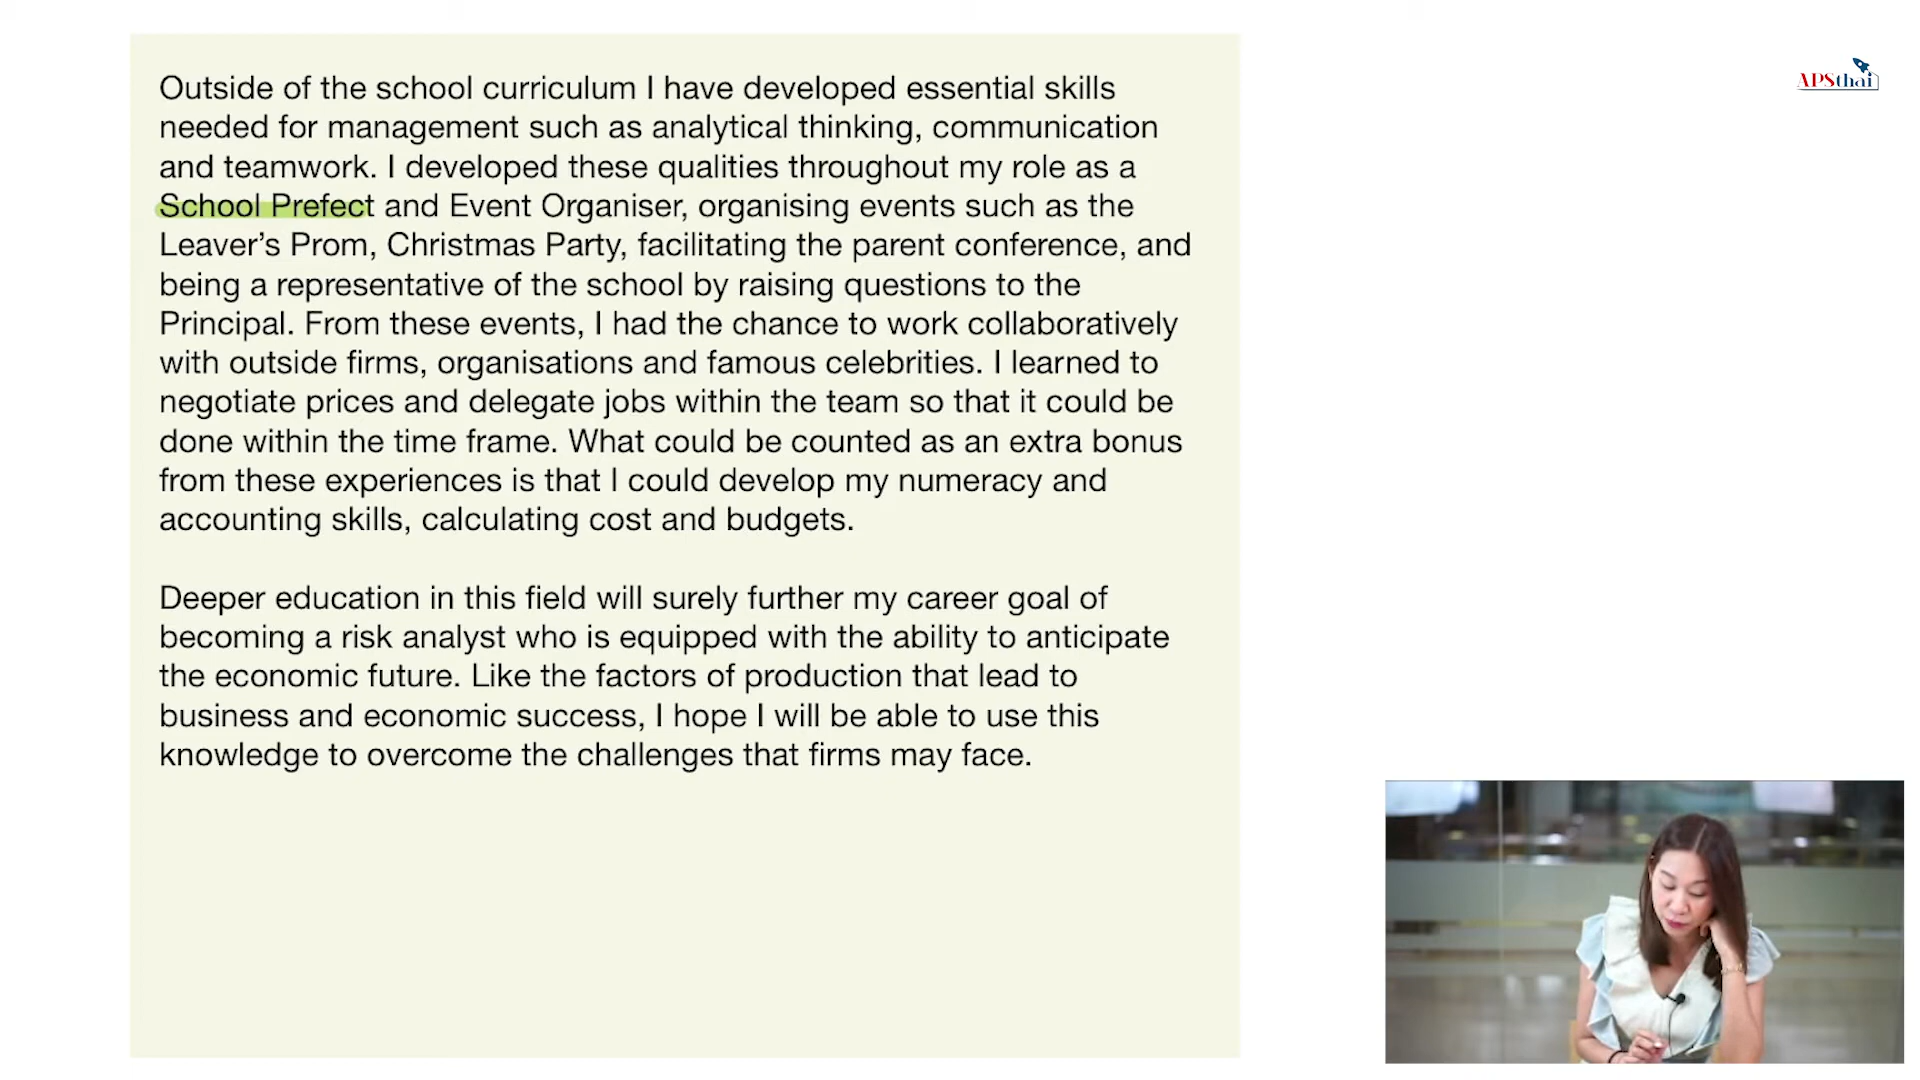 Outside of the school curriculum I have developed essential skills
needed for management such as analytical thinking, communication
and teamwork. I developed these qualities throughout my role as a
School Prefect and Event Organiser, organising events such as the
Leaver’s Prom, Christmas Party, facilitating the parent conference, and
being a representative of the school by raising questions to the
Principal. From these events, I had the chance to work collaboratively
with outside firms, organisations and famous celebrities. I learned to
negotiate prices and delegate jobs within the team so that it could be
done within the time frame. What could be counted as an extra bonus
from these experiences is that I could develop my numeracy and
accounting skills, calculating cost and budgets.
Deeper education in this field will surely further my career goal of
becoming a risk analyst who is equipped with the ability to anticipate
the economic future. Like the factors of production that lead to
business and economic success, I hope I will be able to use this
knowledge to overcome the challenges that firms may face.
APSthai